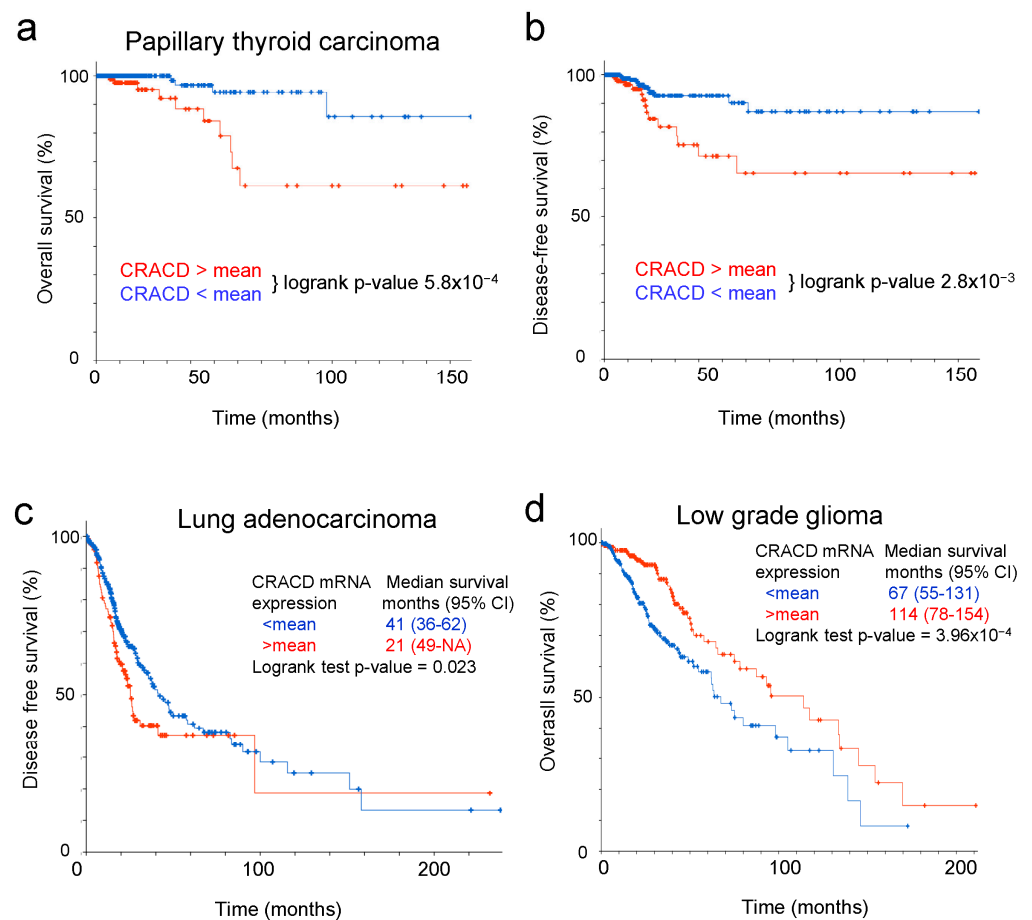 a
Papillary thyroid carcinoma
Overall survival (%)
100
50
0
CRACD > mean
CRACD < mean
} logrank p-value 5.8x10⁻⁴
0 50 100 150
Time (months)
b
Disease-free survival (%)
100
50
0
CRACD > mean
CRACD < mean
} logrank p-value 2.8x10⁻³
0 50 100 150
Time (months)
c
Lung adenocarcinoma
Disease free survival (%)
100
50
0
CRACD mRNA Median survival
expression months (95% CI)
<mean 41 (36-62)
>mean 21 (49-NA)
Logrank test p-value = 0.023
0 100 200
Time (months)
d
Low grade glioma
Overasll survival (%)
100
50
0
CRACD mRNA Median survival
expression months (95% CI)
<mean 67 (55-131)
>mean 114 (78-154)
Logrank test p-value = 3.96x10⁻⁴
0 100 200
Time (months)